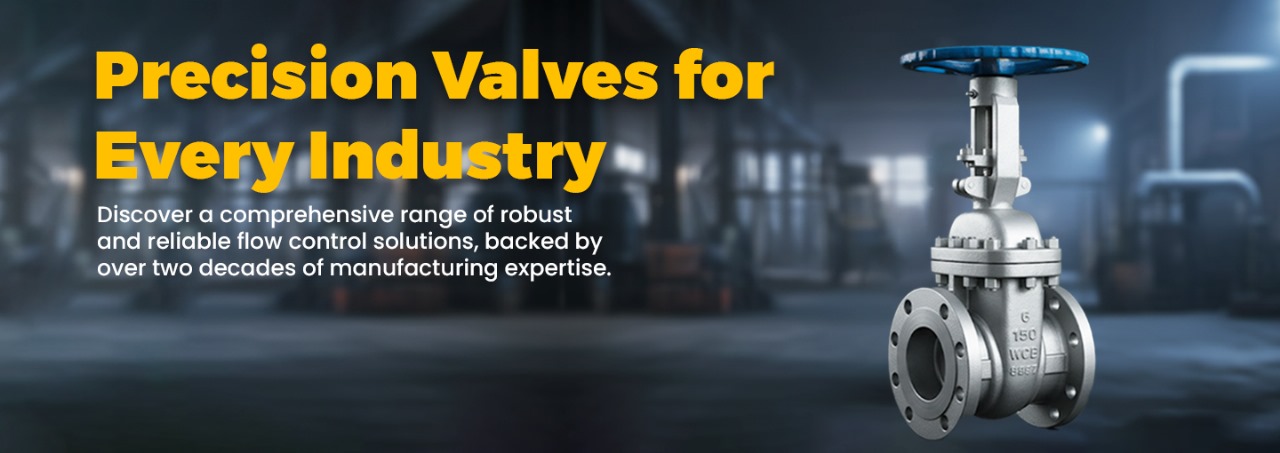 Precision Valves for
Every Industry
Discover a comprehensive range of robust
and reliable flow control solutions, backed by
over two decades of manufacturing expertise.
6
150
WCB
8887